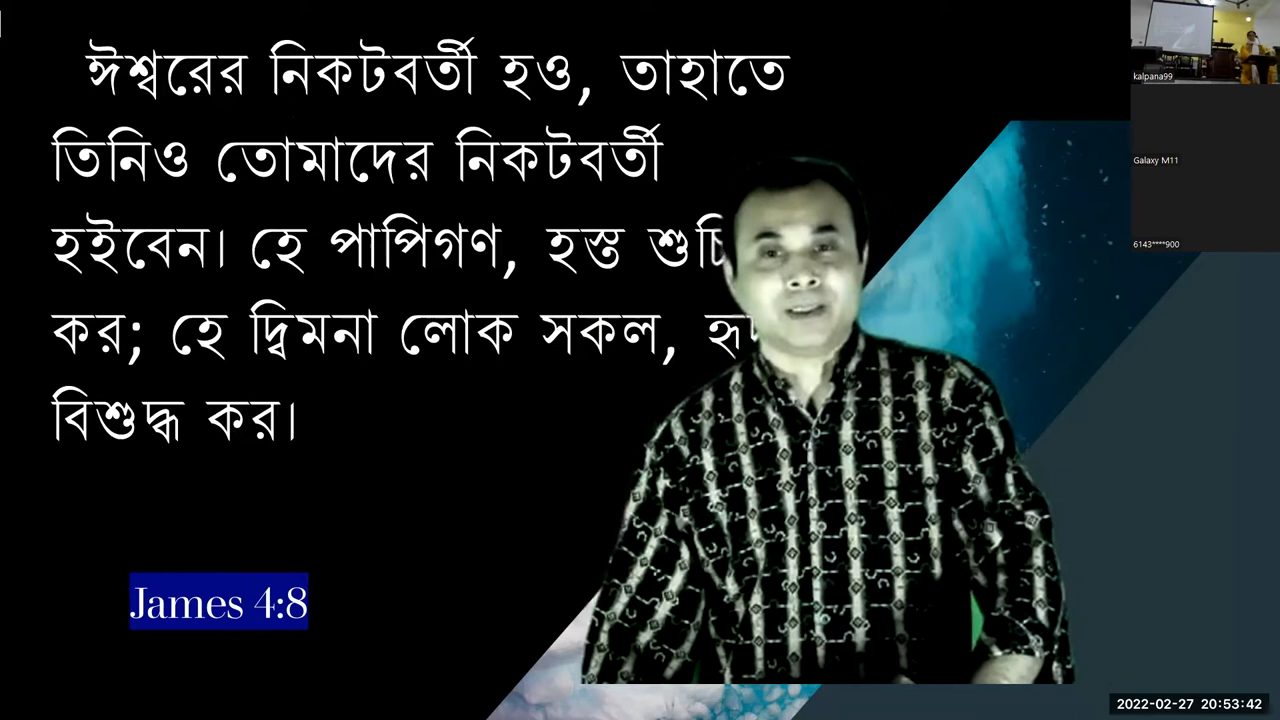 ঈশ্বরের নিকটবর্তী হও, তাহাতে
তিনিও তোমাদের নিকটবর্তী
হইবেন। হে পাপিগণ, হস্ত শুচি
কর; হে দ্বিমনা লোক সকল,
বিশুদ্ধ কর।
James 4:8
kalpana99
Galaxy M11
6143****900
2022-02-27 20:53:42